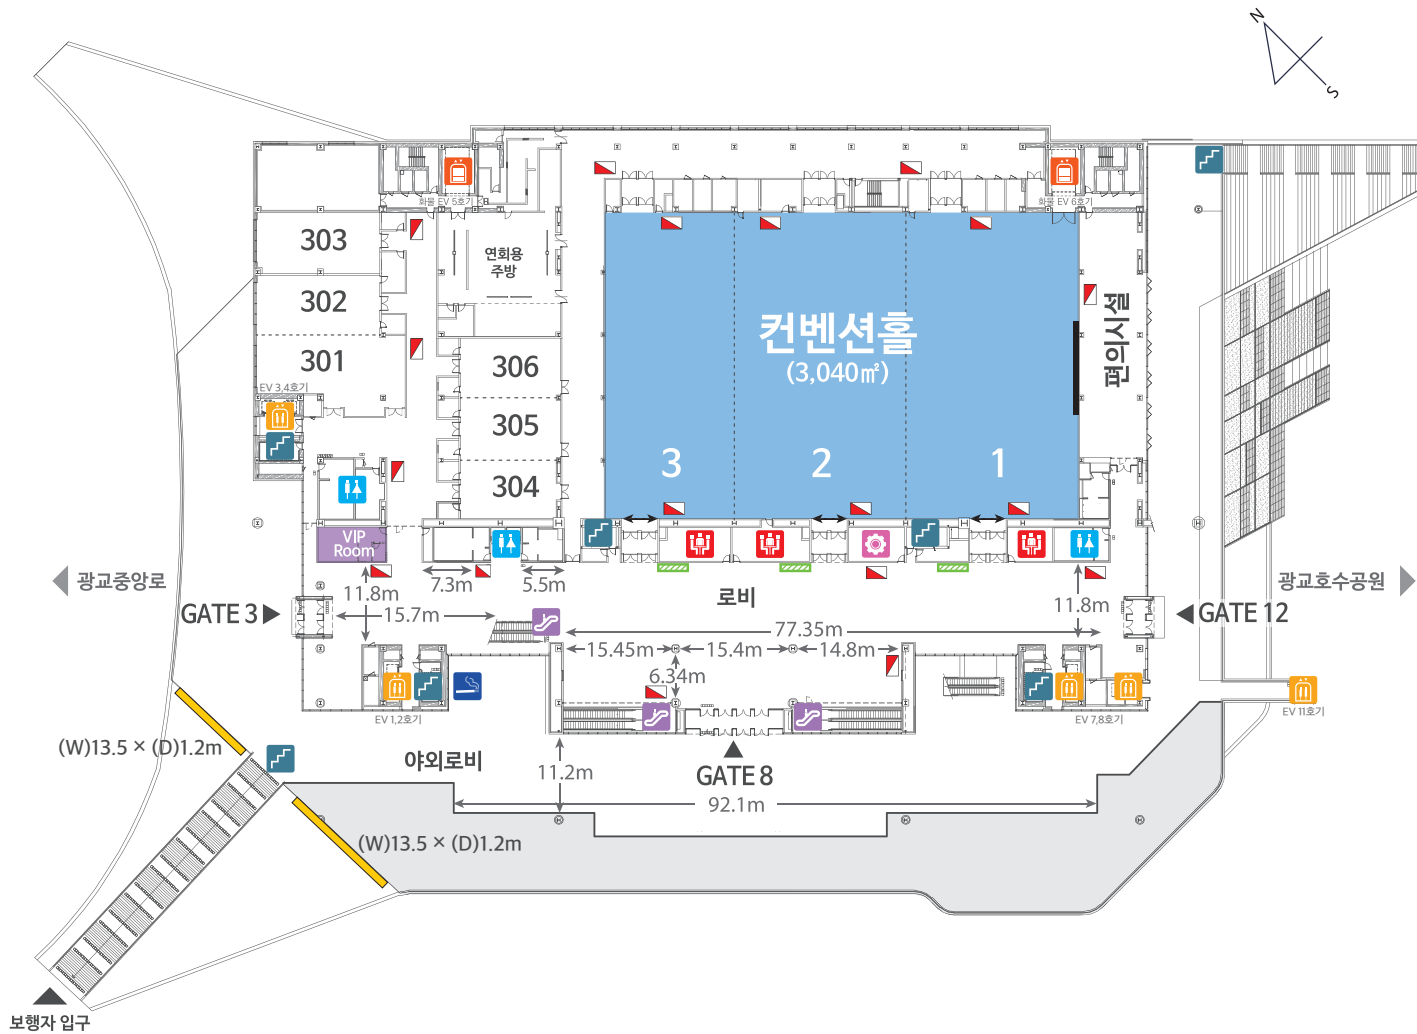 N
S
화물 EV 5호기
화물 EV 6호기
303
302
301
연회용
주방
306
305
304
컨벤션홀
(3,040㎡)
3
2
1
편의시설
EV 3,4호기
VIP
Room
광교중앙로
광교호수공원
GATE 3
GATE 12
로비
7.3m
5.5m
11.8m
15.7m
11.8m
77.35m
15.45m
15.4m
14.8m
6.34m
EV 1,2호기
EV 7,8호기
EV 11호기
(W)13.5 × (D)1.2m
야외로비
11.2m
GATE 8
92.1m
(W)13.5 × (D)1.2m
보행자 입구